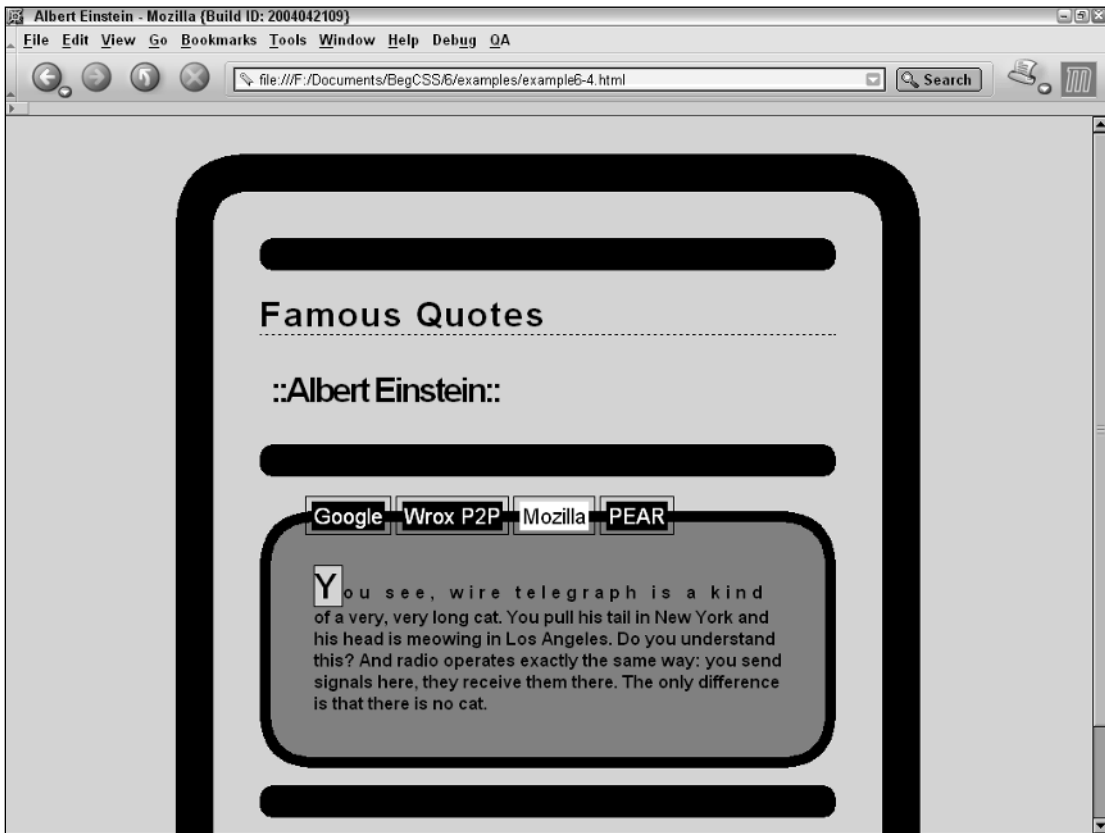 Albert Einstein - Mozilla {Build ID: 2004042109}
File Edit View Go Bookmarks Tools Window Help Debug QA
file:///F:/Documents/BegCSS/6/examples/example6-4.html Search
Famous Quotes
::Albert Einstein::
Google Wrox P2P Mozilla PEAR
You see, wire telegraph is a kind
of a very, very long cat. You pull his tail in New York and
his head is meowing in Los Angeles. Do you understand
this? And radio operates exactly the same way: you send
signals here, they receive them there. The only difference
is that there is no cat.